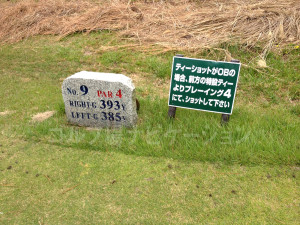 No. 9 PAR 4
RIGHT・G 393Y
LEFT・G 385Y
ティーショットがOBの
場合、前方の特設ティー
よりプレーイング4
にて、ショットして下さい